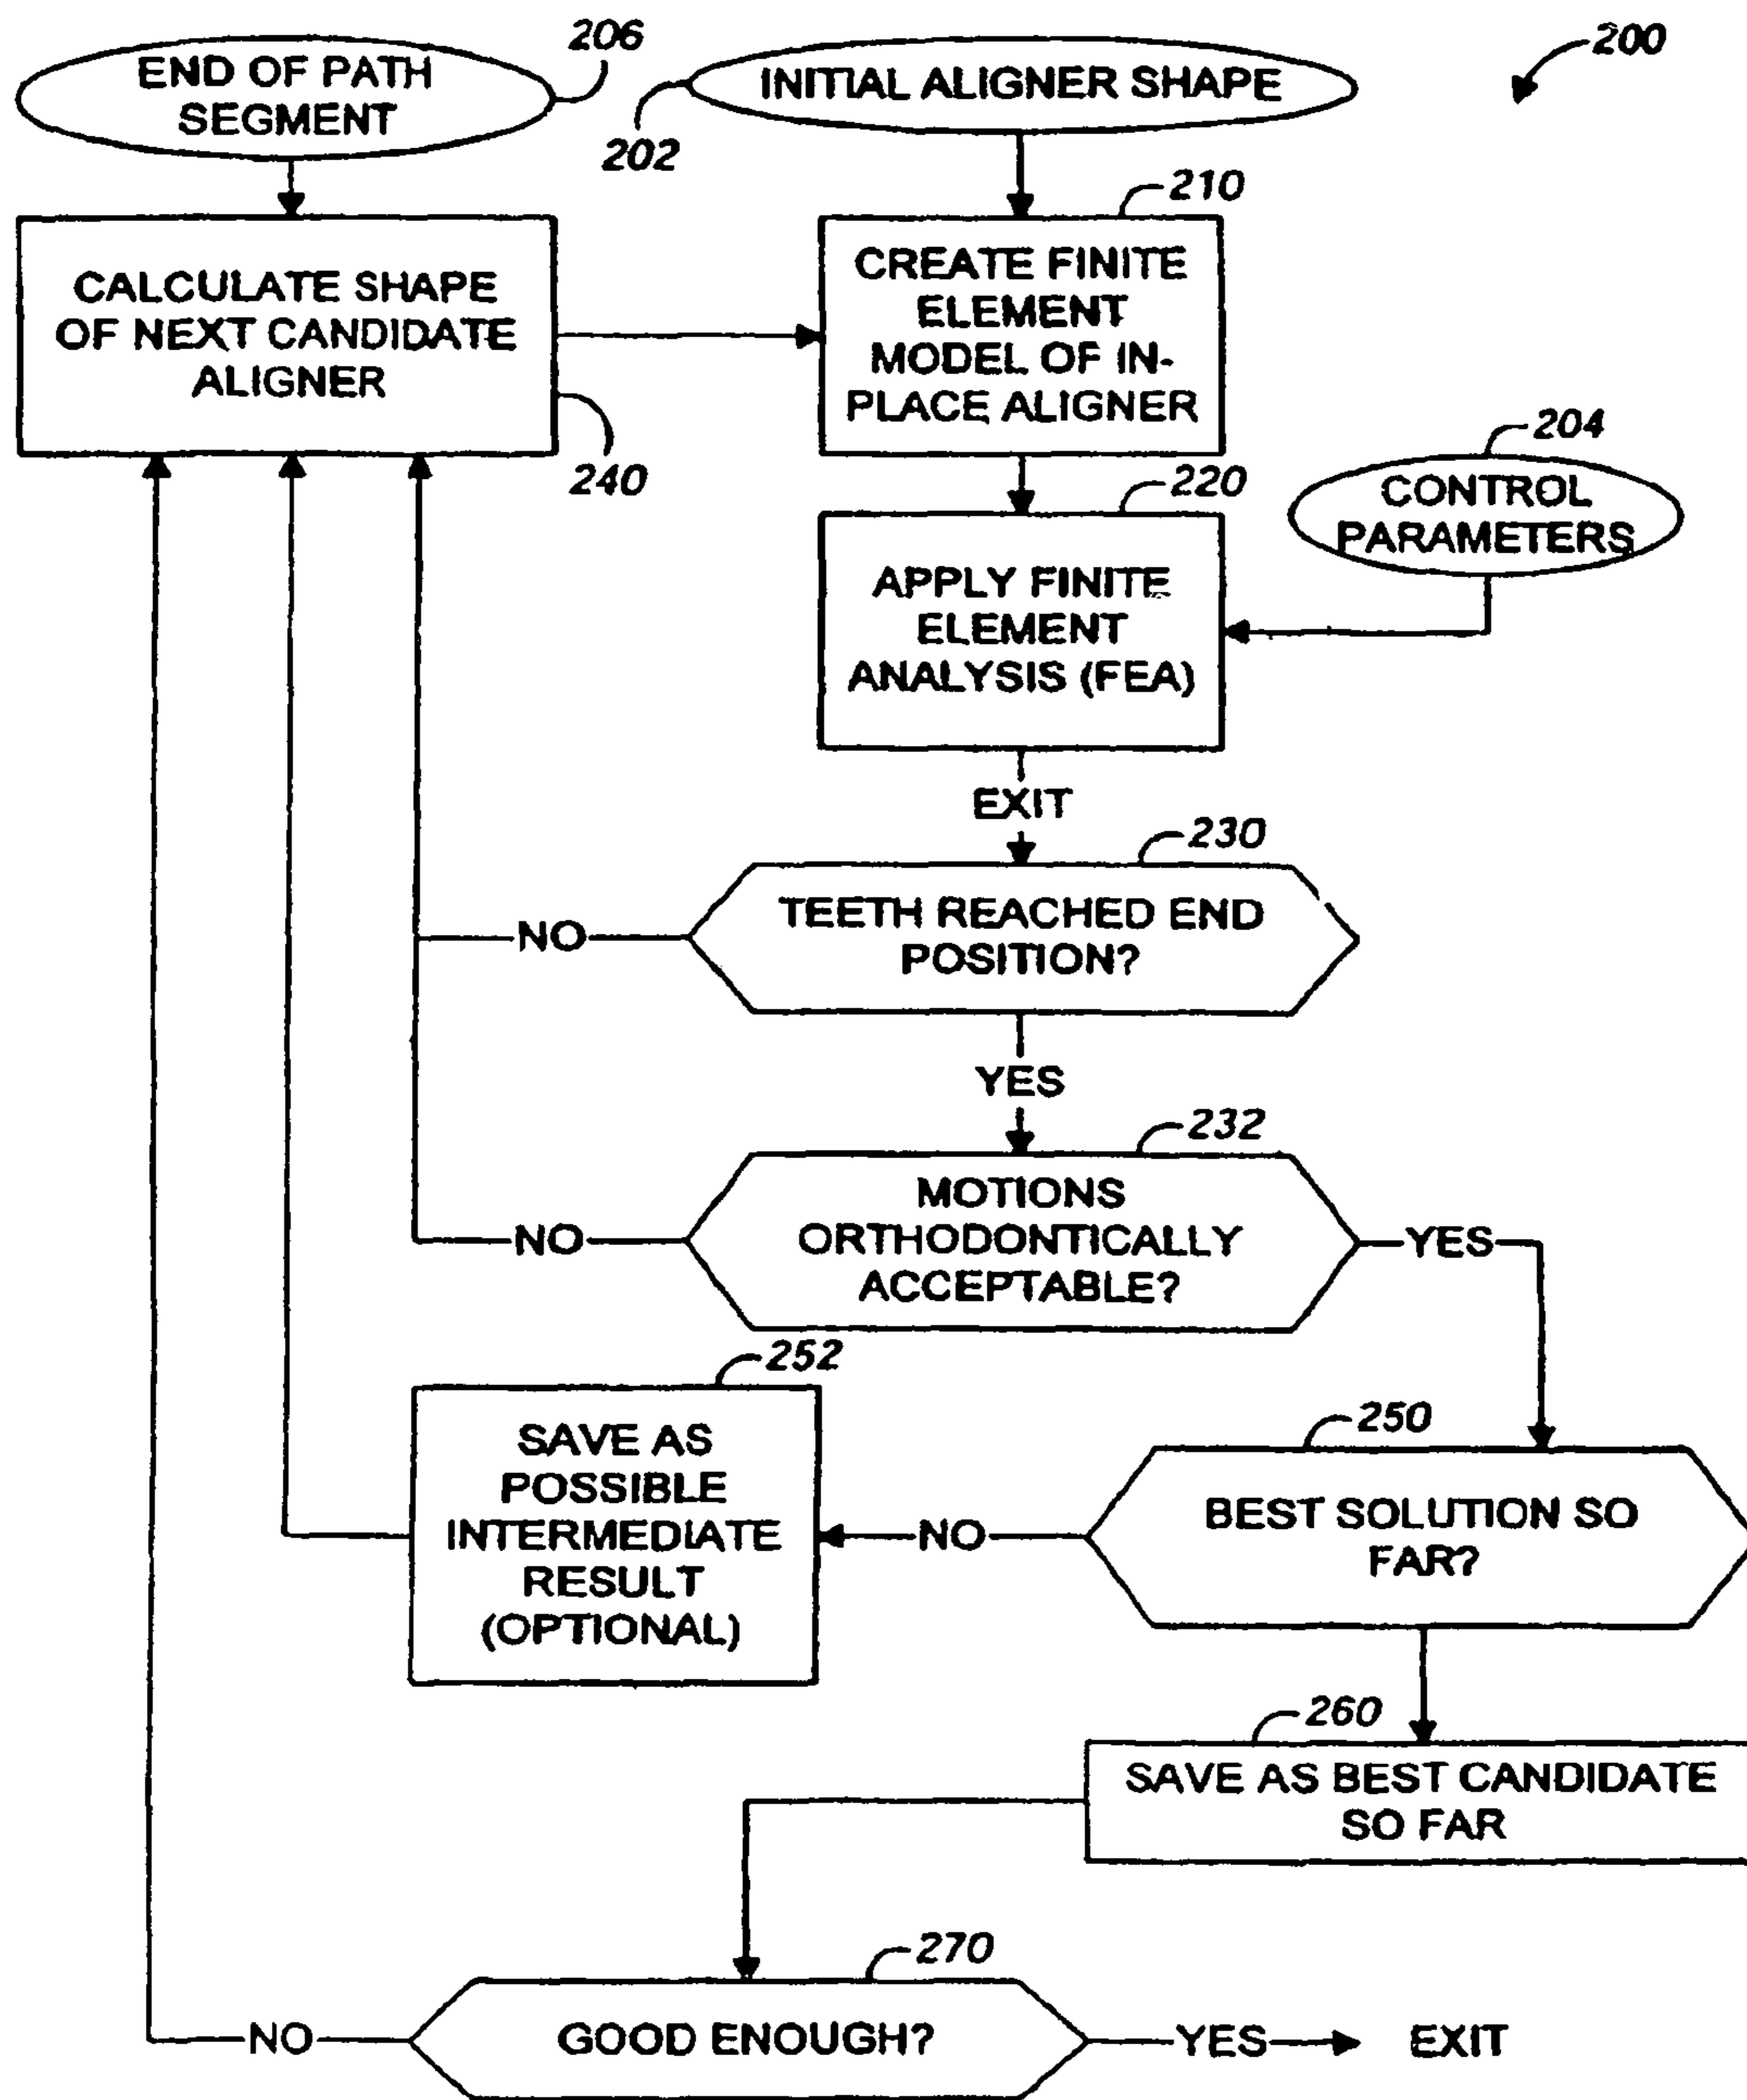 200
206
END OF PATH
SEGMENT
202
INITIAL ALIGNER SHAPE
240
CALCULATE SHAPE
OF NEXT CANDIDATE
ALIGNER
210
CREATE FINITE
ELEMENT
MODEL OF IN-
PLACE ALIGNER
204
CONTROL
PARAMETERS
220
APPLY FINITE
ELEMENT
ANALYSIS (FEA)
EXIT
230
TEETH REACHED END
POSITION?
NO
YES
232
MOTIONS
ORTHODONTICALLY
ACCEPTABLE?
NO
YES
250
BEST SOLUTION SO
FAR?
NO
252
SAVE AS
POSSIBLE
INTERMEDIATE
RESULT
(OPTIONAL)
260
SAVE AS BEST CANDIDATE
SO FAR
270
GOOD ENOUGH?
NO
YES
EXIT